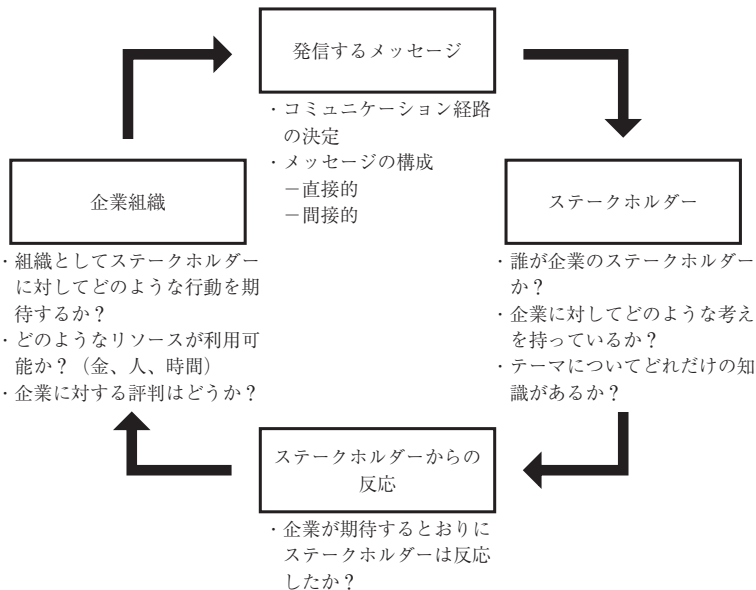 発信するメッセージ
・コミュニケーション経路
の決定
・メッセージの構成
－直接的
－間接的
企業組織
・組織としてステークホルダー
に対してどのような行動を期
待するか？
・どのようなリソースが利用可
能か？（金、人、時間）
・企業に対する評判はどうか？
ステークホルダー
・誰が企業のステークホルダー
か？
・企業に対してどのような考え
を持っているか？
・テーマについてどれだけの知
識があるか？
ステークホルダーからの
反応
・企業が期待するとおりに
ステークホルダーは反応
したか？